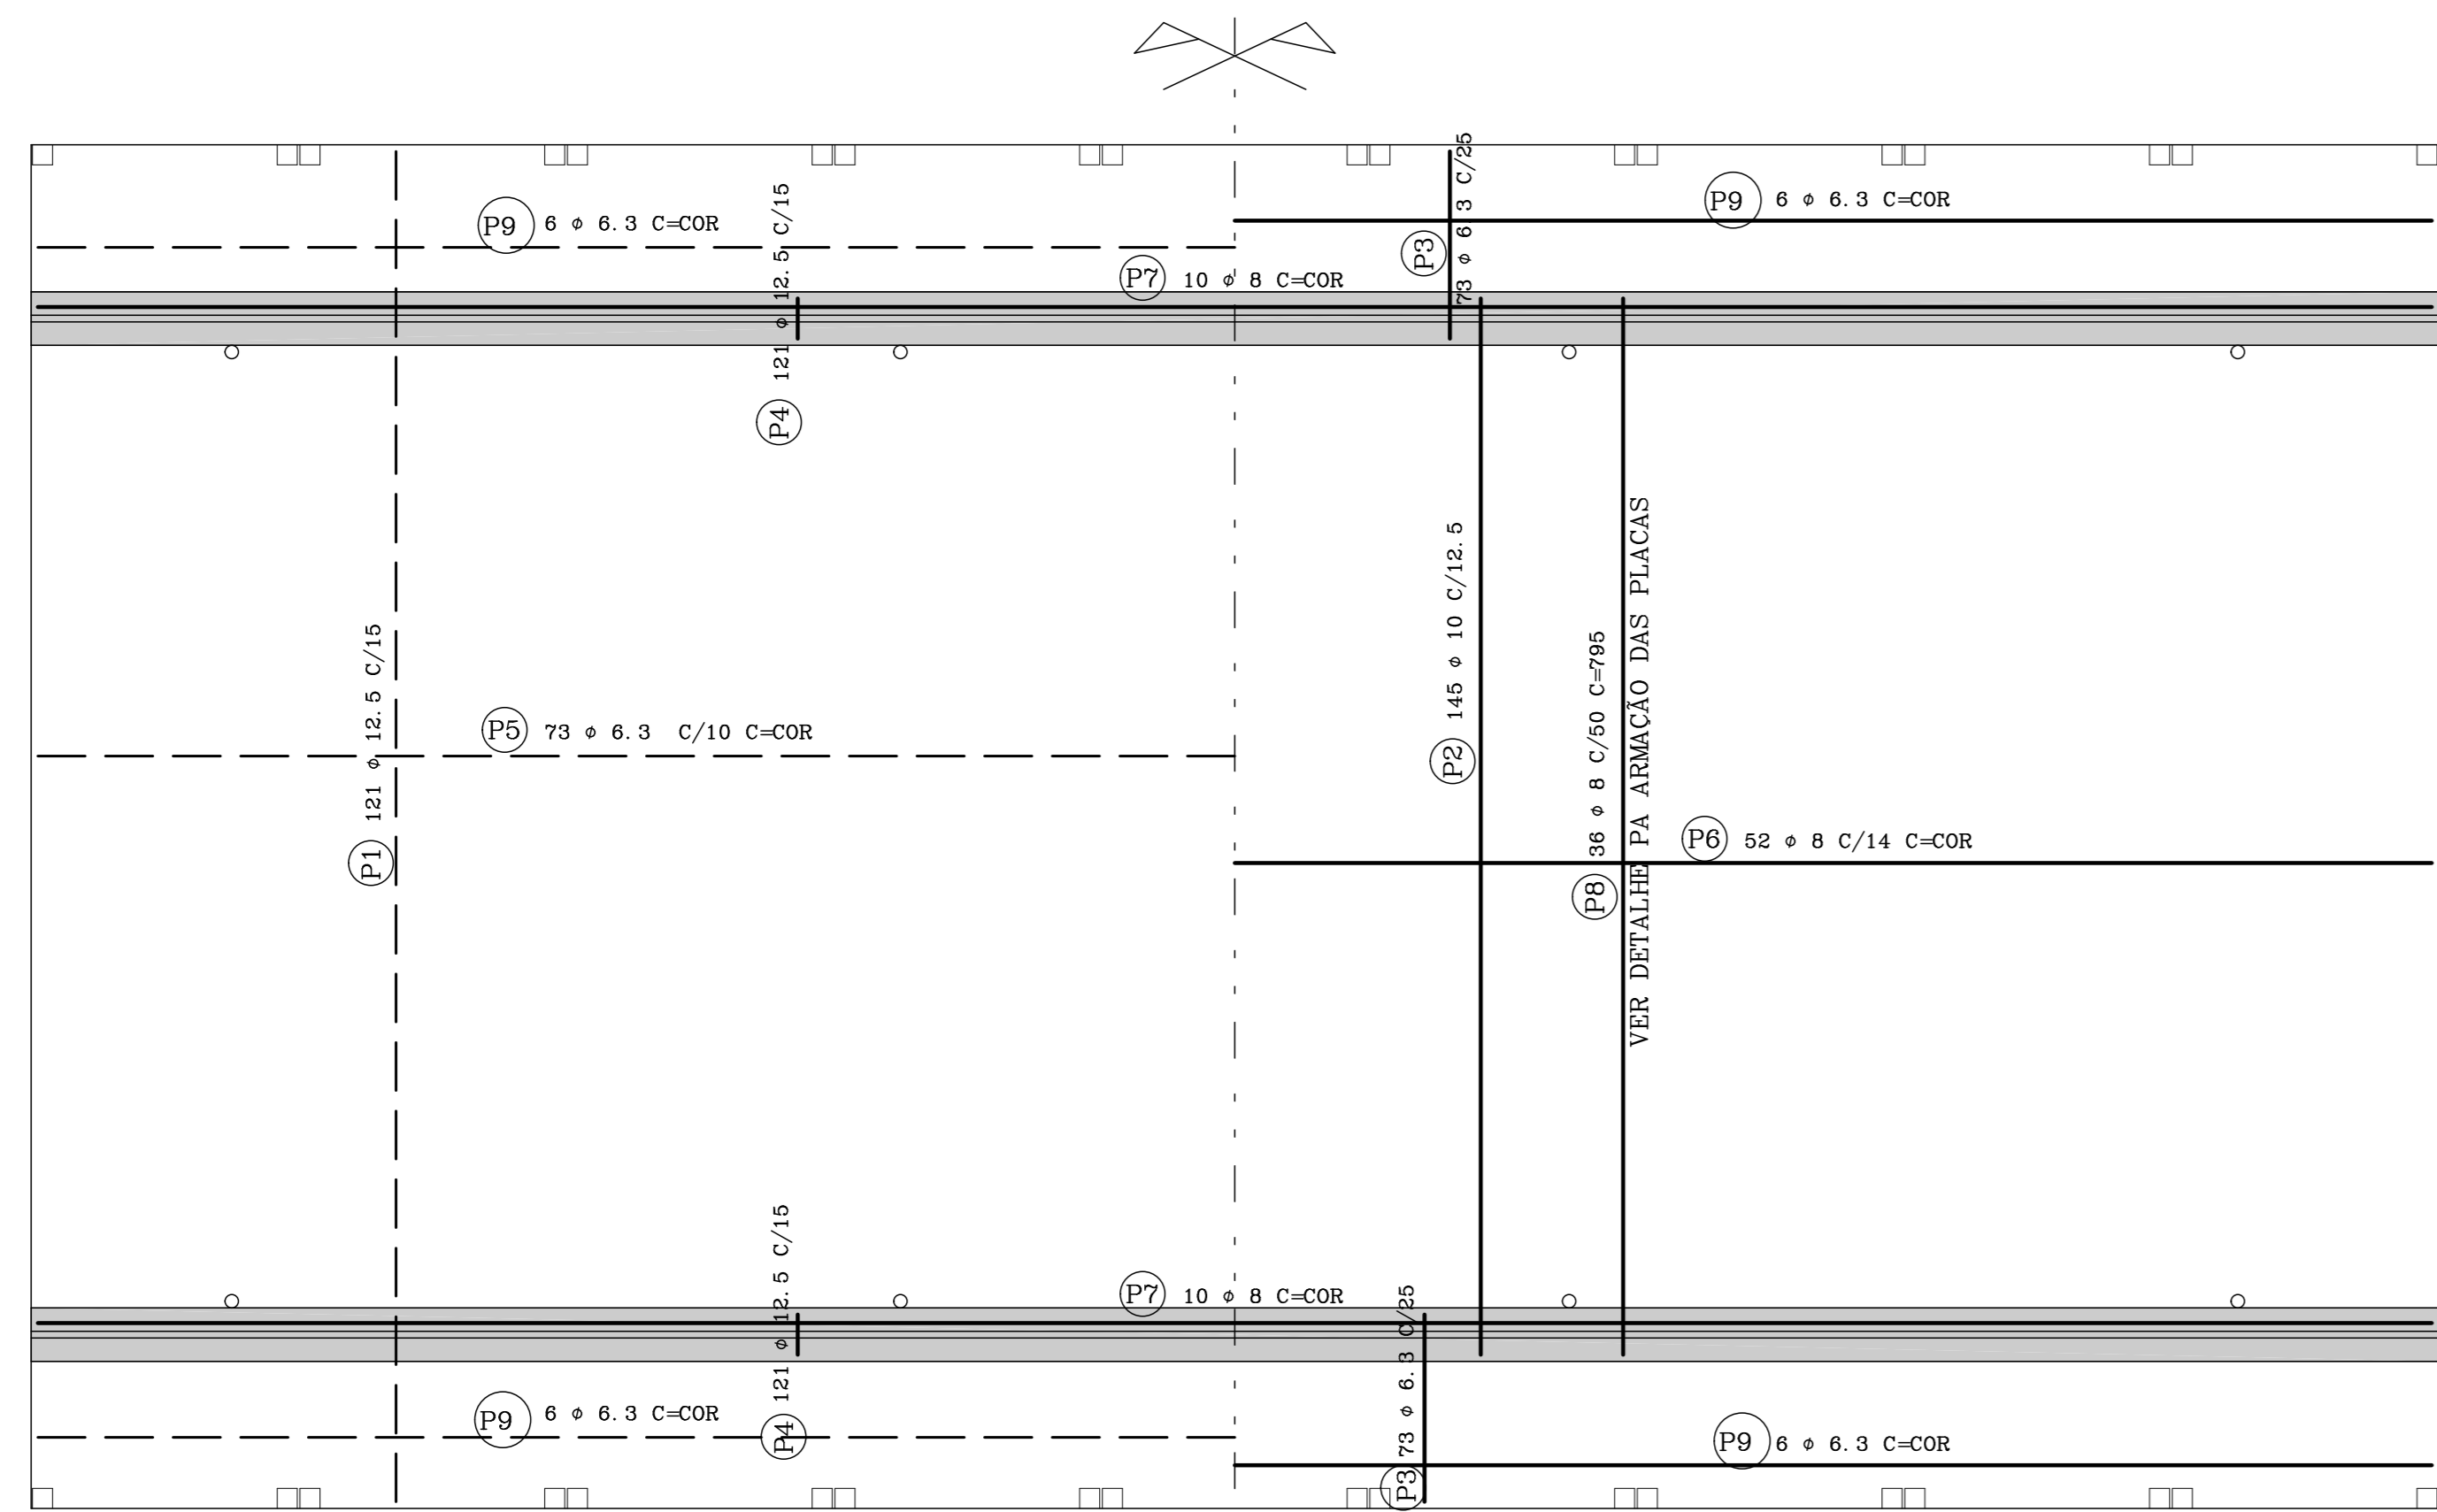 P9 6 ø 6.3 C=COR
P9 6 ø 6.3 C=COR
P3 73 ø 6.3 C/25
P7 10 ø 8 C=COR
P4 121 ø 12.5 C/15
P1 121 ø 12.5 C/15
P5 73 ø 6.3 C/10 C=COR
P2 145 ø 10 C/12.5
P8 36 ø 8 C/50 C=795
VER DETALHE PA ARMAÇÃO DAS PLACAS
P6 52 ø 8 C/14 C=COR
P7 10 ø 8 C=COR
P4 121 ø 12.5 C/15
P3 73 ø 6.3 C/25
P9 6 ø 6.3 C=COR
P9 6 ø 6.3 C=COR